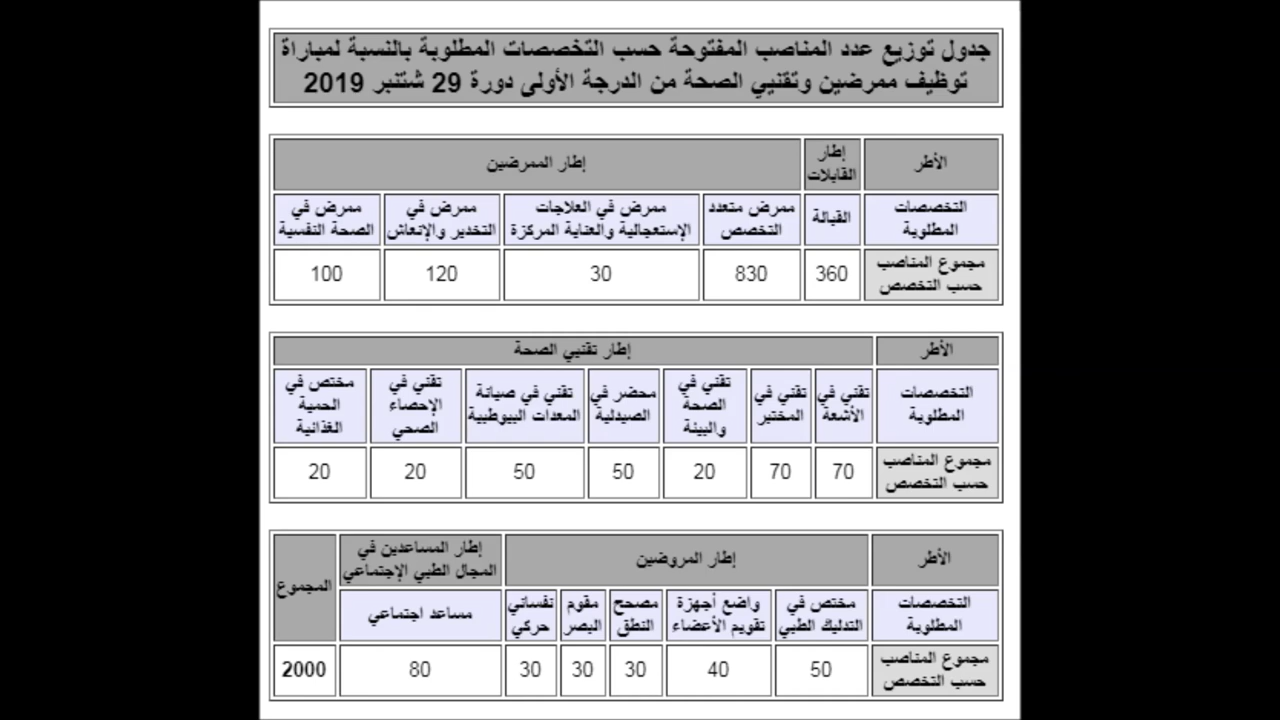 جدول توزيع عدد المناصب المفتوحة حسب التخصصات المطلوبة بالنسبة لمباراة
توظيف ممرضين وتقنيي الصحة من الدرجة الأولى دورة 29 شتنبر 2019
الأطر
إطار
القابلات
إطار الممرضين
التخصصات
المطلوبة
القبالة
ممرض متعدد
التخصص
ممرض في العلاجات
الإستعجالية والعناية المركزة
ممرض في
التخدير والإنعاش
ممرض في
الصحة النفسية
مجموع المناصب
حسب التخصص
360
830
30
120
100
الأطر
إطار تقنيي الصحة
التخصصات
المطلوبة
تقني في
الأشعة
تقني في
المختبر
تقني في
الصحة
والبيئة
محضر في
الصيدلية
تقني في صيانة
المعدات البيوطبية
تقني في
الإحصاء
الصحي
مختص في
الحمية
الغذائية
مجموع المناصب
حسب التخصص
70
70
20
50
50
20
20
الأطر
إطار المروضين
إطار المساعدين في
المجال الطبي الإجتماعي
المجموع
التخصصات
المطلوبة
مختص في
التدليك الطبي
واضع أجهزة
تقويم الأعضاء
مصحح
النطق
مقوم
البصر
نفساني
حركي
مساعد اجتماعي
مجموع المناصب
حسب التخصص
50
40
30
30
30
80
2000